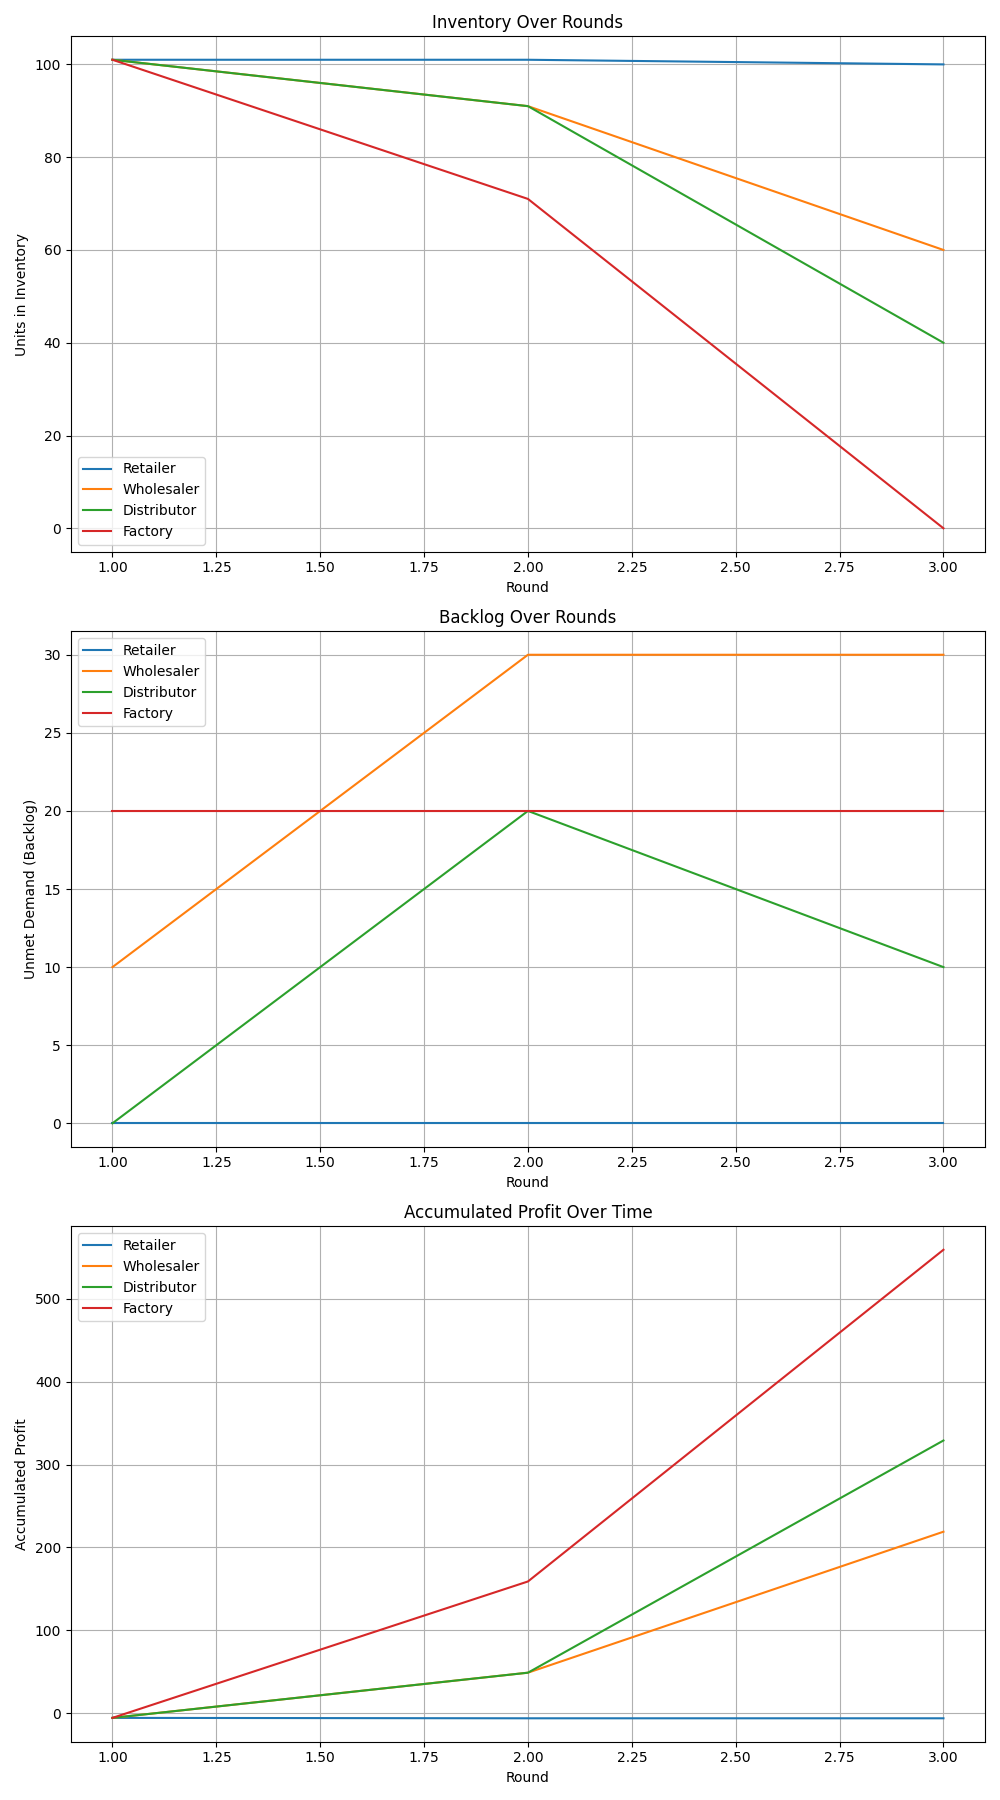 Inventory Over Rounds
100
80
60
40
20
0
Units in Inventory
Retailer
Wholesaler
Distributor
Factory
1.00 1.25 1.50 1.75 2.00 2.25 2.50 2.75 3.00
Round
Backlog Over Rounds
30
25
20
15
10
5
0
Unmet Demand (Backlog)
Retailer
Wholesaler
Distributor
Factory
1.00 1.25 1.50 1.75 2.00 2.25 2.50 2.75 3.00
Round
Accumulated Profit Over Time
500
400
300
200
100
0
Accumulated Profit
Retailer
Wholesaler
Distributor
Factory
1.00 1.25 1.50 1.75 2.00 2.25 2.50 2.75 3.00
Round